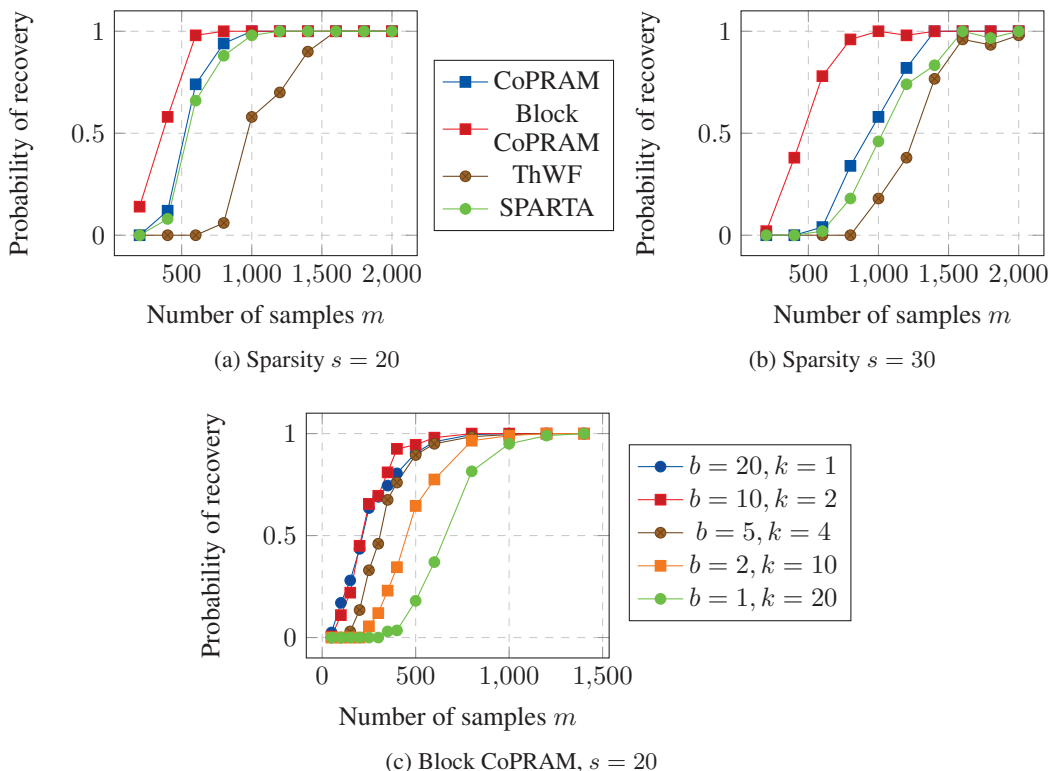 Probability of recovery
1
0.5
0
500
1,000
1,500
2,000
Number of samples m
(a) Sparsity s = 20
CoPRAM
Block
CoPRAM
ThWF
SPARTA
Probability of recovery
1
0.5
0
500
1,000
1,500
2,000
Number of samples m
(b) Sparsity s = 30
Probability of recovery
1
0.5
0
0
500
1,000
1,500
Number of samples m
b = 20, k = 1
b = 10, k = 2
b = 5, k = 4
b = 2, k = 10
b = 1, k = 20
(c) Block CoPRAM, s = 20